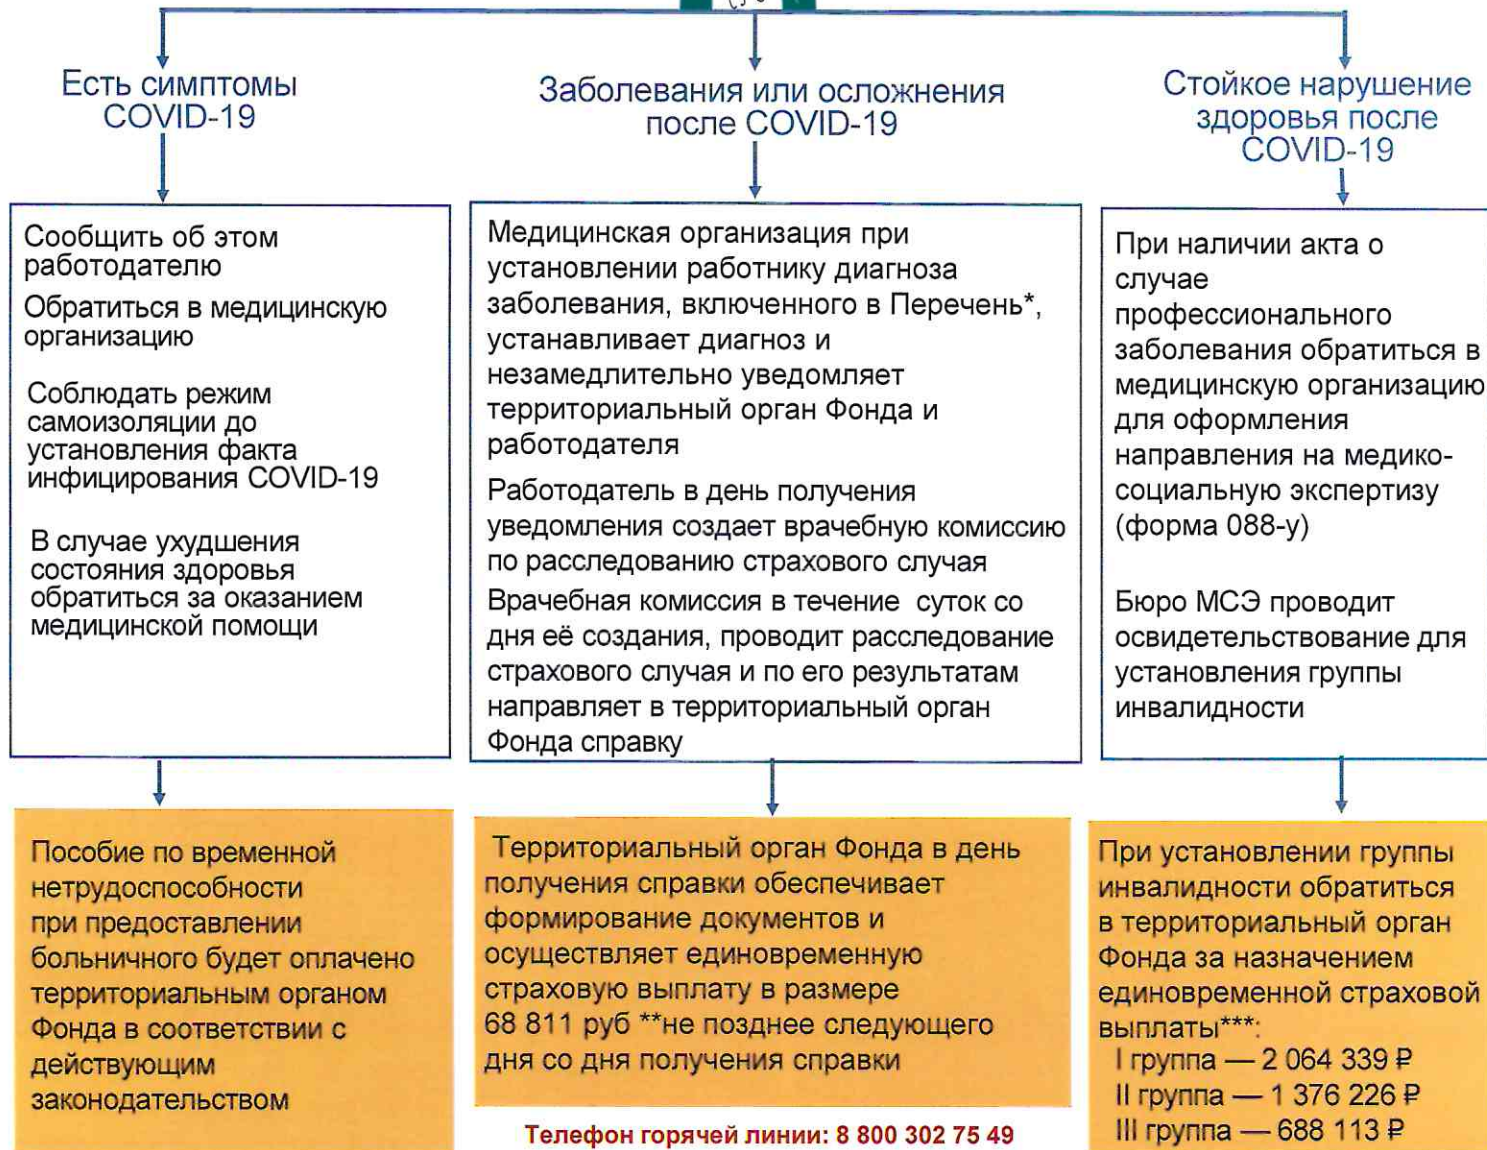 Есть симптомы
COVID-19
Сообщить об этом
работодателю
Обратиться в медицинскую
организацию
Соблюдать режим
самоизоляции до
установления факта
инфицирования COVID-19
В случае ухудшения
состояния здоровья
обратиться за оказанием
медицинской помощи
Пособие по временной
нетрудоспособности
при предоставлении
больничного будет оплачено
территориальным органом
Фонда в соответствии с
действующим
законодательством
Заболевания или осложнения
после COVID-19
Медицинская организация при
установлении работнику диагноза
заболевания, включенного в Перечень*,
устанавливает диагноз и
незамедлительно уведомляет
территориальный орган Фонда и
работодателя
Работодатель в день получения
уведомления создает врачебную комиссию
по расследованию страхового случая
Врачебная комиссия в течение суток со
дня её создания, проводит расследование
страхового случая и по его результатам
направляет в территориальный орган
Фонда справку
Территориальный орган Фонда в день
получения справки обеспечивает
формирование документов и
осуществляет единовременную
страховую выплату в размере
68 811 руб **не позднее следующего
дня со дня получения справки
Стойкое нарушение
здоровья после
COVID-19
При наличии акта о
случае
профессионального
заболевания обратиться в
медицинскую организацию
для оформления
направления на медико-
социальную экспертизу
(форма 088-у)
Бюро МСЭ проводит
освидетельствование для
установления группы
инвалидности
При установлении группы
инвалидности обратиться
в территориальный орган
Фонда за назначением
единовременной страховой
выплаты***:
I группа — 2 064 339 ₽
II группа — 1 376 226 ₽
III группа — 688 113 ₽
Телефон горячей линии: 8 800 302 75 49